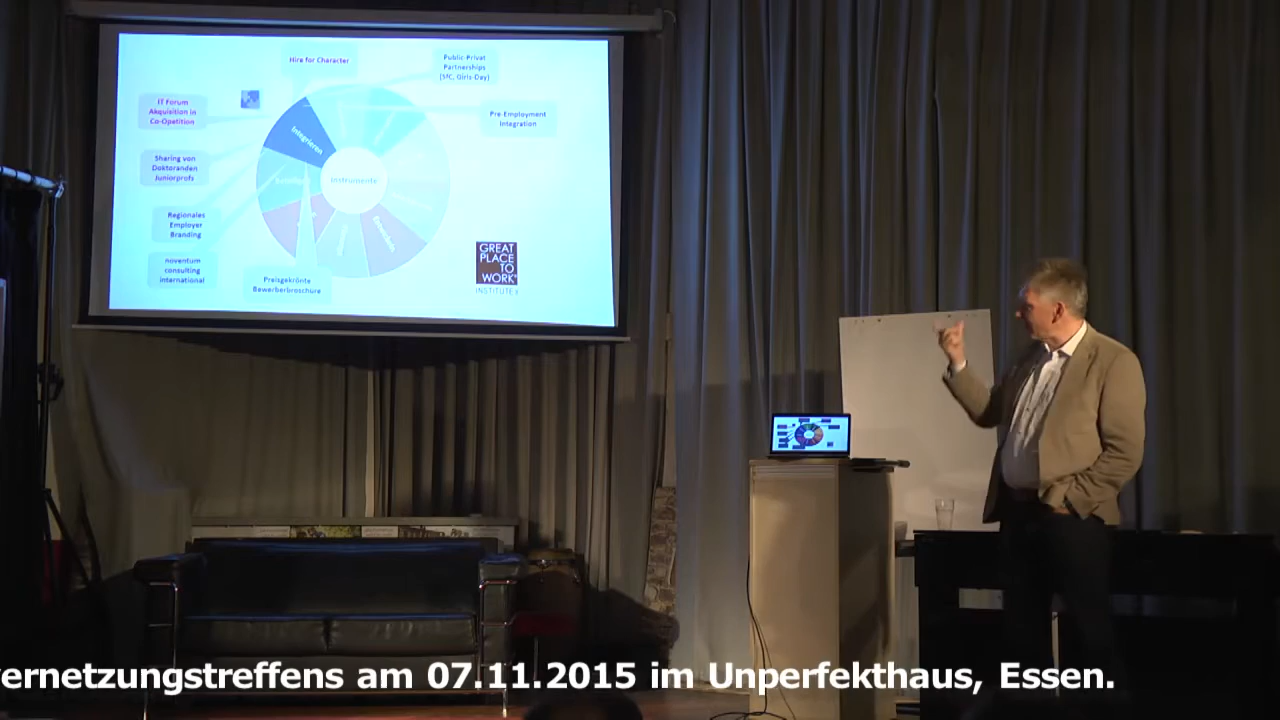 Hire for Character
Public-Privat
Partnerships
(SfC, Girls-Day)
IT Forum
Akquisition in
Co-Opetition
Pre-Employment
Integration
Integrieren
Sharing von
Doktoranden
Juniorprofs
Instrumente
Regionales
Employer
Branding
noventum
consulting
international
Preisgekrönte
Bewerberbroschüre
GREAT
PLACE
TO
WORK®
INSTITUTE
vernetzungstreffens am 07.11.2015 im Unperfekthaus, Essen.